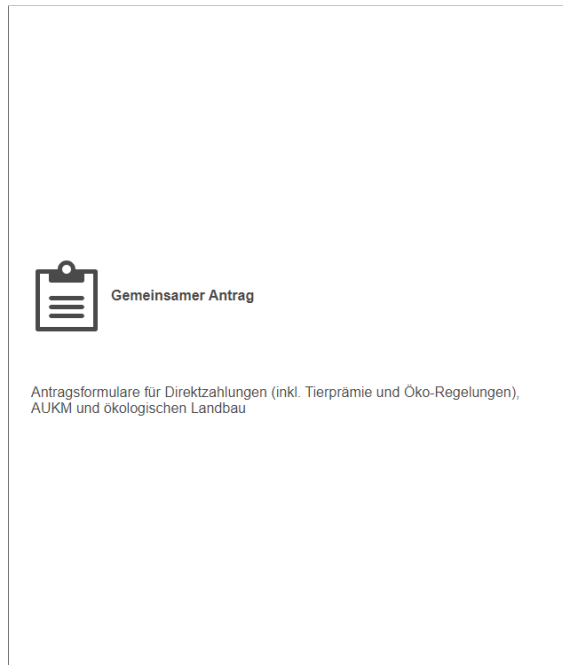 Gemeinsamer Antrag
Antragsformulare für Direktzahlungen (inkl. Tierprämie und Öko-Regelungen),
AUKM und ökologischen Landbau